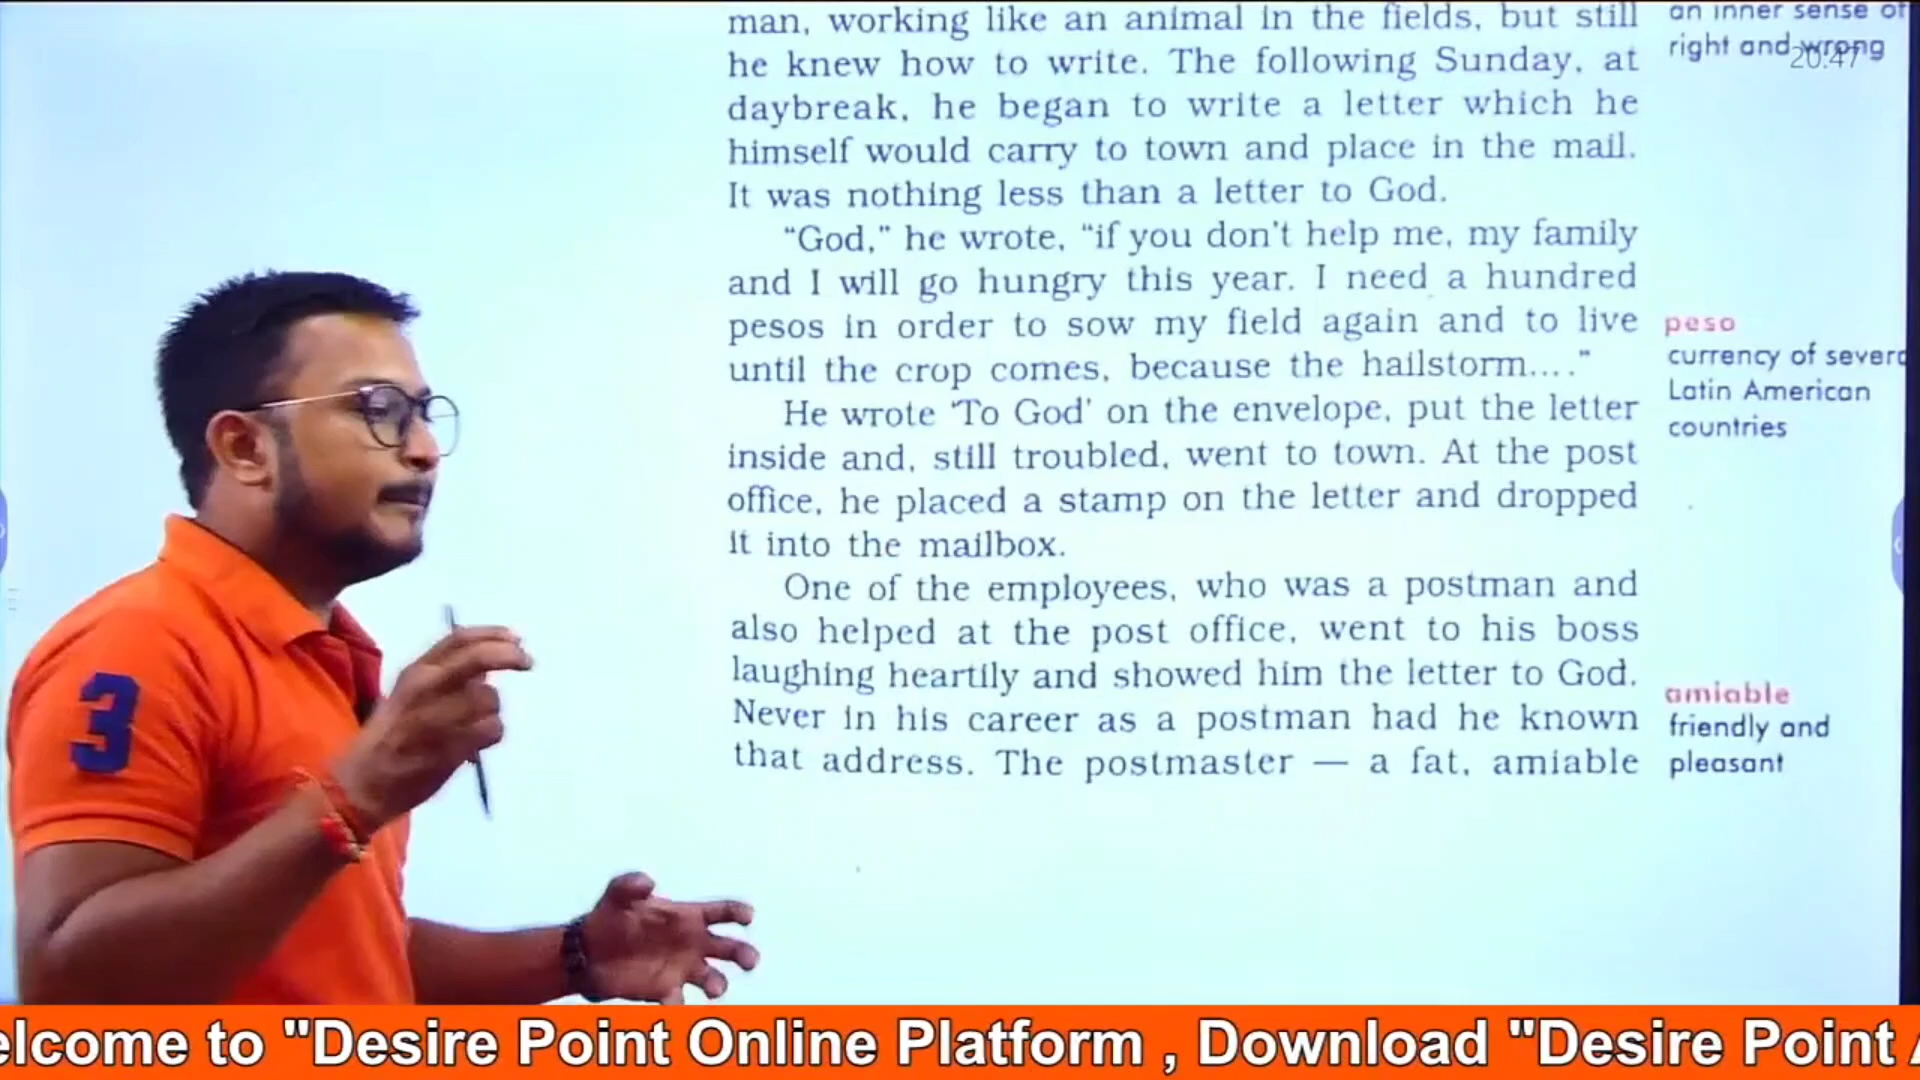 man, working like an animal in the fields, but still
he knew how to write. The following Sunday, at
daybreak, he began to write a letter which he
himself would carry to town and place in the mail.
It was nothing less than a letter to God.
“God,” he wrote, “if you don’t help me, my family
and I will go hungry this year. I need a hundred
pesos in order to sow my field again and to live
until the crop comes, because the hailstorm....”
He wrote ‘To God’ on the envelope, put the letter
inside and, still troubled, went to town. At the post
office, he placed a stamp on the letter and dropped
it into the mailbox.
One of the employees, who was a postman and
also helped at the post office, went to his boss
laughing heartily and showed him the letter to God.
Never in his career as a postman had he known
that address. The postmaster — a fat, amiable
an inner sense of
right and wrong
20:47
peso
currency of severa
Latin American
countries
amiable
friendly and
pleasant
3
elcome to "Desire Point Online Platform , Download "Desire Point A